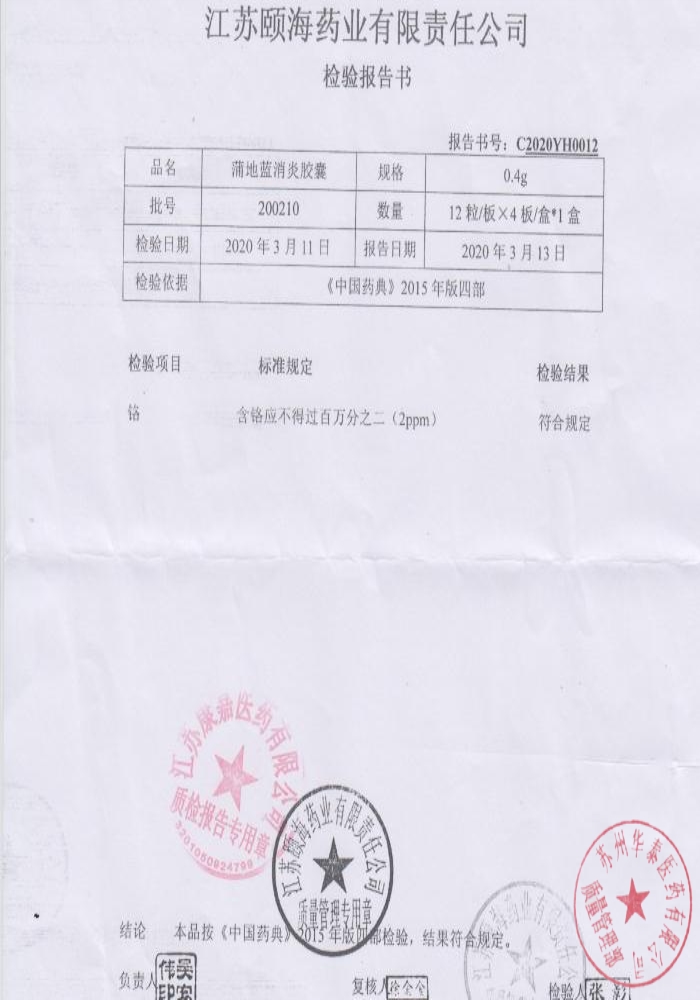 江苏颐海药业有限责任公司
检验报告书
报告书号：C2020YH0012
品名 蒲地蓝消炎胶囊 规格 0.4g
批号 200210 数量 12粒/板×4板/盒*1盒
检验日期 2020年3月11日 报告日期 2020年3月13日
检验依据 《中国药典》2015年版四部
检验项目 标准规定 检验结果
铬 含铬应不得过百万分之二（2ppm） 符合规定
江苏康泰医药有限公司
质检报告专用章
3201050924799
江苏颐海药业有限责任公司
质量管理专用章
苏州华泰医药有限公司
质量管理部
结论 本品按《中国药典》2015年版四部检验，结果符合规定。
负责人 复核人 检验人 张彭